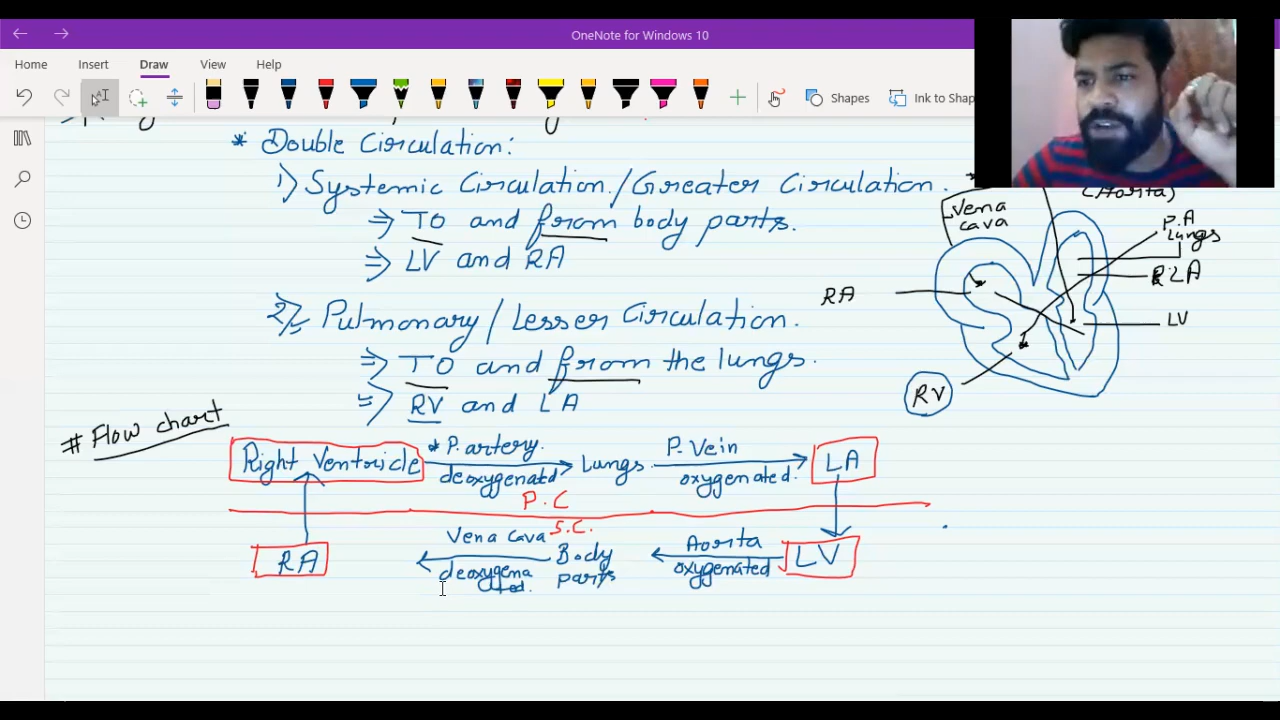 OneNote for Windows 10
Home Insert Draw View Help
Shapes
Ink to Shap
* Double Circulation:
1) Systemic Circulation./Greater Circulation.
⇒ TO and from body parts.
⇒ LV and RA
2) Pulmonary/Lesser Circulation.
⇒ TO and from the lungs.
⇒ RV and LA
(Aorta)
Vena
cava
P.A
Lungs
LA
RA
LV
RV
# Flow chart
Right Ventricle *P.artery. deoxygenated Lungs. P.Vein oxygenated. LA
P.C
S.C.
RA Vena Cava deoxygenated. Body parts Aorta oxygenated LV